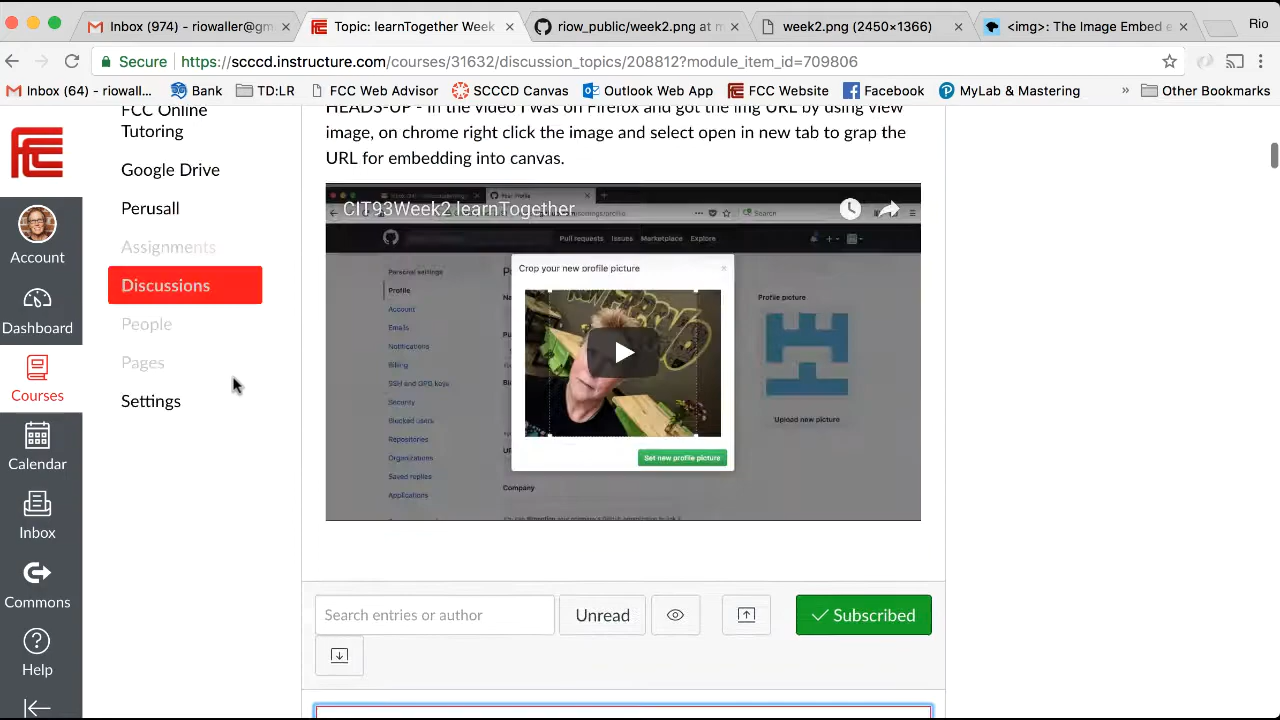 Inbox (974) - riowaller@gm
Topic: learnTogether Week
riow_public/week2.png at m
week2.png (2450×1366)
<img>: The Image Embed e
Rio
Secure
https://scccd.instructure.com/courses/31632/discussion_topics/208812?module_item_id=709806
Inbox (64) - riowall...
Bank
TD:LR
FCC Web Advisor
SCCCD Canvas
Outlook Web App
FCC Website
Facebook
MyLab & Mastering
»
Other Bookmarks
FCC
Account
Dashboard
Courses
Calendar
Inbox
Commons
Help
FCC Online
Tutoring
Google Drive
Perusall
Assignments
Discussions
People
Pages
Settings
HEADS-UP - in the video I was on Firefox and got the img URL by using view
image, on chrome right click the image and select open in new tab to grap the
URL for embedding into canvas.
CIT93Week2 learnTogether
Search
Pull requests Issues Marketplace Explore
Personal settings
Profile
Account
Emails
Notifications
Billing
SSH and GPG keys
Security
Blocked users
Repositories
Organizations
Saved replies
Applications
Crop your new profile picture
Set new profile picture
Company
Profile picture
Upload new picture
Search entries or author
Unread
Subscribed